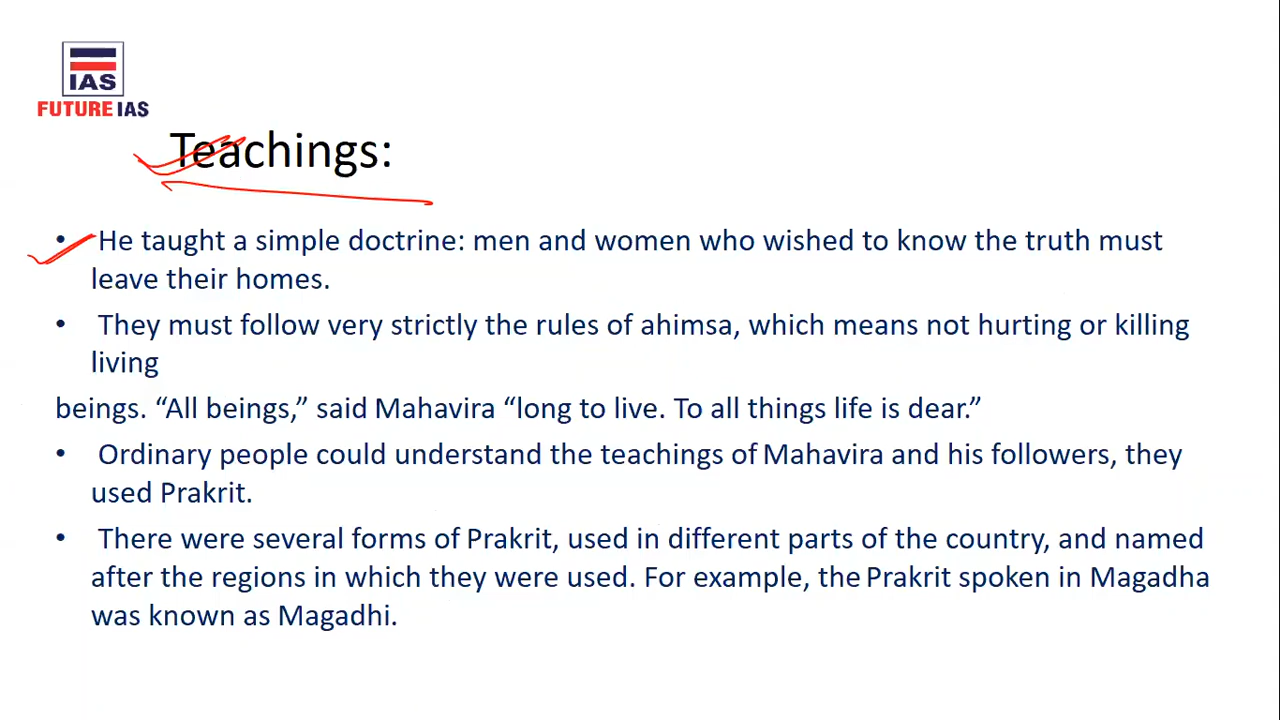 IAS
FUTURE IAS
Teachings:
• He taught a simple doctrine: men and women who wished to know the truth must
leave their homes.
• They must follow very strictly the rules of ahimsa, which means not hurting or killing
living
beings. “All beings,” said Mahavira “long to live. To all things life is dear.”
• Ordinary people could understand the teachings of Mahavira and his followers, they
used Prakrit.
• There were several forms of Prakrit, used in different parts of the country, and named
after the regions in which they were used. For example, the Prakrit spoken in Magadha
was known as Magadhi.